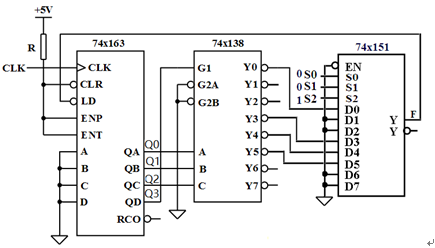 +5V
R
74x163
74x138
74x151
CLK
CLK
CLR
LD
ENP
ENT
A
B
C
D
QA
QB
QC
QD
RCO
Q0
Q1
Q2
Q3
G1
G2A
G2B
A
B
C
Y0
Y1
Y2
Y3
Y4
Y5
Y6
Y7
0 S0
0 S1
1 S2
EN
S0
S1
S2
D0
D1
D2
D3
D4
D5
D6
D7
Y
Y
F